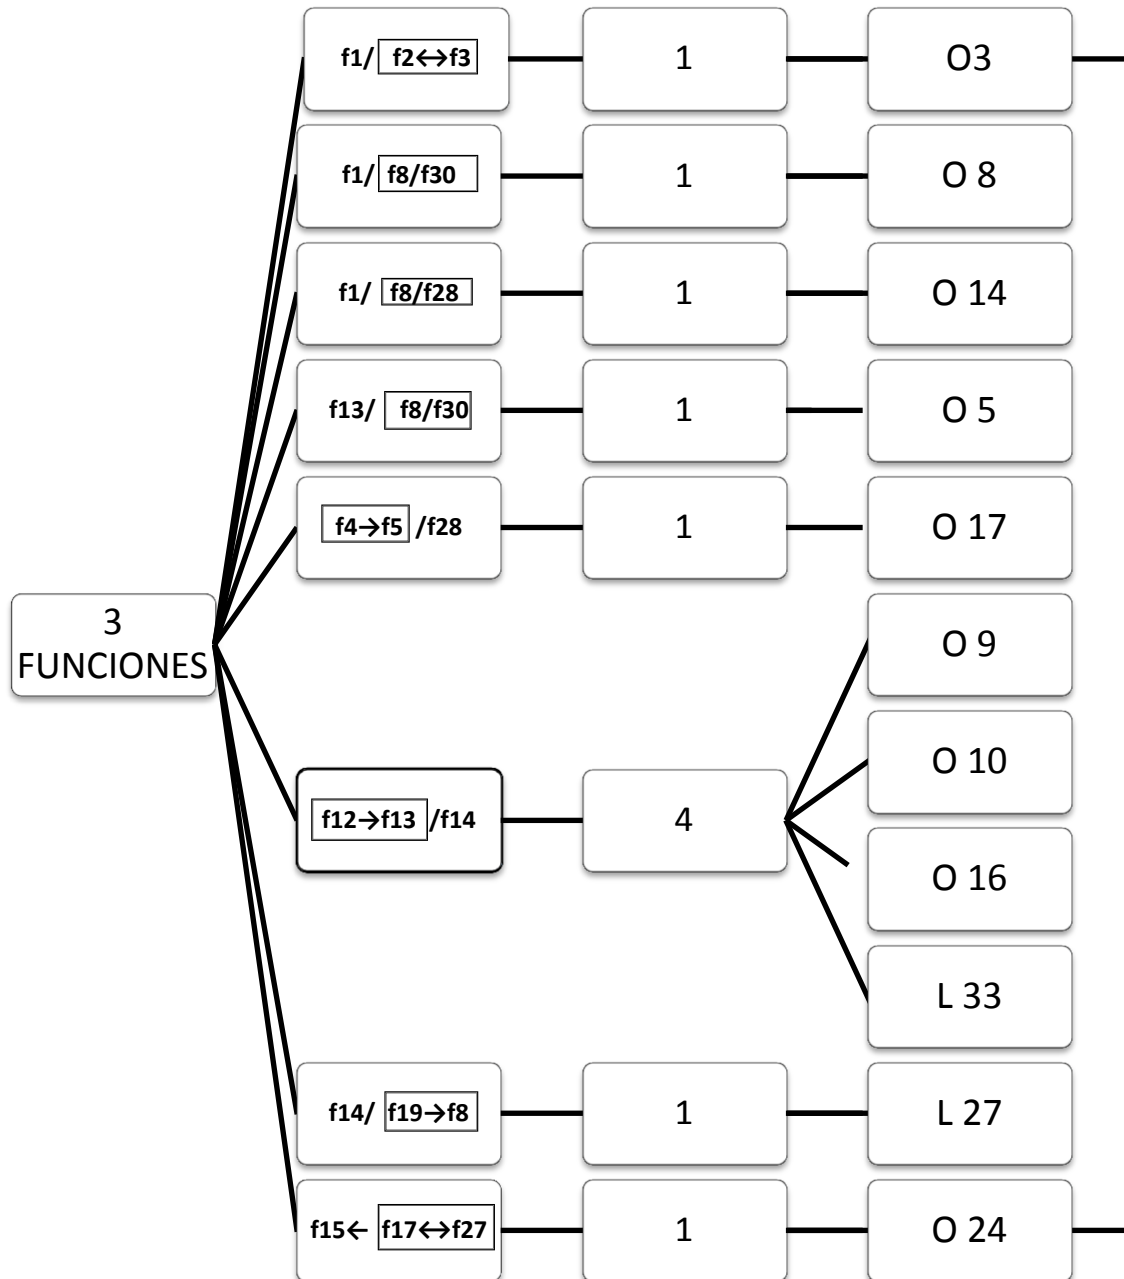 f1/ f2↔f3 1 O3
f1/ f8/f30 1 O 8
f1/ f8/f28 1 O 14
f13/ f8/f30 1 O 5
f4→f5 /f28 1 O 17
3
FUNCIONES
O 9
O 10
f12→f13 /f14 4
O 16
L 33
f14/ f19→f8 1 L 27
f15← f17↔f27 1 O 24